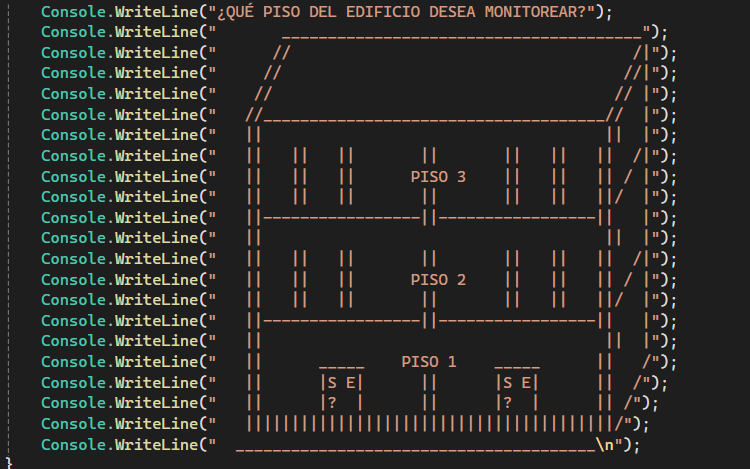 Console.WriteLine("¿QUÉ PISO DEL EDIFICIO DESEA MONITOREAR?");
Console.WriteLine("       _______________________________________");
Console.WriteLine("      //                                     /|");
Console.WriteLine("     //                                     //|");
Console.WriteLine("    //                                     // |");
Console.WriteLine("   //_____________________________________//  |");
Console.WriteLine("   ||                                     ||  |");
Console.WriteLine("   ||   ||   ||       ||       ||   ||   ||  /|");
Console.WriteLine("   ||   ||   ||      PISO 3    ||   ||   || / |");
Console.WriteLine("   ||   ||   ||       ||       ||   ||   ||/  |");
Console.WriteLine("   ||-----------------||-----------------||   |");
Console.WriteLine("   ||                                     ||  |");
Console.WriteLine("   ||   ||   ||       ||       ||   ||   ||  /|");
Console.WriteLine("   ||   ||   ||      PISO 2    ||   ||   || / |");
Console.WriteLine("   ||   ||   ||       ||       ||   ||   ||/  |");
Console.WriteLine("   ||-----------------||-----------------||   |");
Console.WriteLine("   ||                                     ||  |");
Console.WriteLine("   ||      _____    PISO 1    _____      ||   /");
Console.WriteLine("   ||      |S E|      ||      |S E|      ||  /");
Console.WriteLine("   ||      |?  |      ||      |?  |      || /");
Console.WriteLine("   ||||||||||||||||||||||||||||||||||||||||/");
Console.WriteLine("  _______________________________________\n");
}